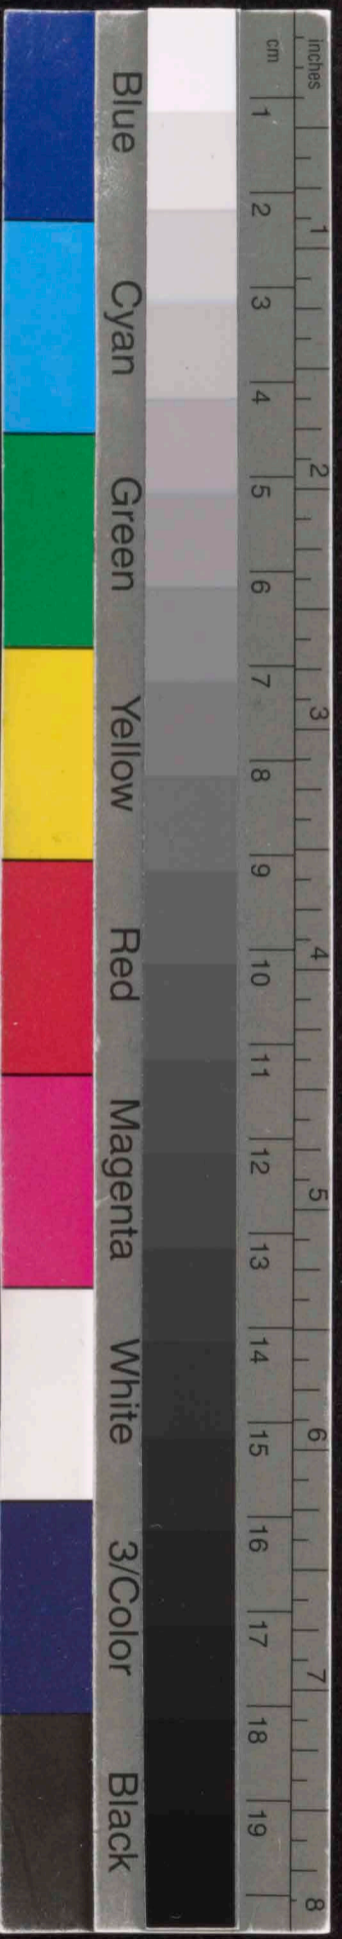 inches
1 2 3 4 5 6 7 8
cm
1 2 3 4 5 6 7 8 9 10 11 12 13 14 15 16 17 18 19
Blue Cyan Green Yellow Red Magenta White 3/Color Black